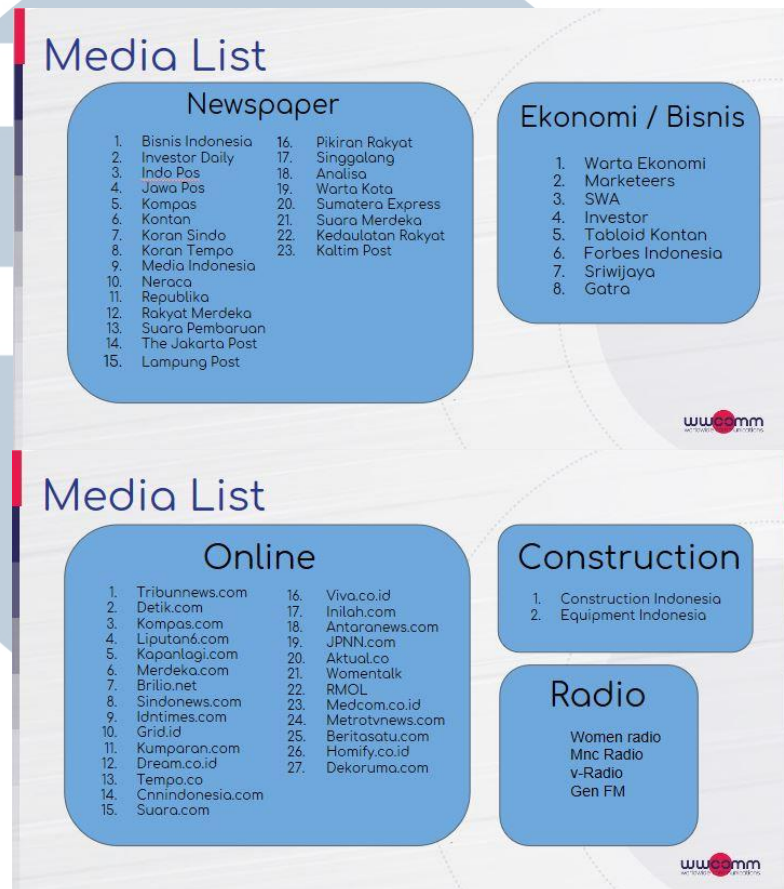 Media List
Newspaper
1. Bisnis Indonesia
2. Investor Daily
3. Indo Pos
4. Jawa Pos
5. Kompas
6. Kontan
7. Koran Sindo
8. Koran Tempo
9. Media Indonesia
10. Neraca
11. Republika
12. Rakyat Merdeka
13. Suara Pembaruan
14. The Jakarta Post
15. Lampung Post
16. Pikiran Rakyat
17. Singgalang
18. Analisa
19. Warta Kota
20. Sumatera Express
21. Suara Merdeka
22. Kedaulatan Rakyat
23. Kaltim Post
Ekonomi / Bisnis
1. Warta Ekonomi
2. Marketeers
3. SWA
4. Investor
5. Tabloid Kontan
6. Forbes Indonesia
7. Sriwijaya
8. Gatra
wwcomm
Media List
Online
1. Tribunnews.com
2. Detik.com
3. Kompas.com
4. Liputan6.com
5. Kapanlagi.com
6. Merdeka.com
7. Brilio.net
8. Sindonews.com
9. Idntimes.com
10. Grid.id
11. Kumparan.com
12. Dream.co.id
13. Tempo.co
14. Cnnindonesia.com
15. Suara.com
16. Viva.co.id
17. Inilah.com
18. Antaranews.com
19. JPNN.com
20. Aktual.co
21. Womentalk
22. RMOL
23. Medcom.co.id
24. Metrotvnews.com
25. Beritasatu.com
26. Homify.co.id
27. Dekoruma.com
Construction
1. Construction Indonesia
2. Equipment Indonesia
Radio
Women radio
Mnc Radio
v-Radio
Gen FM
wwcomm